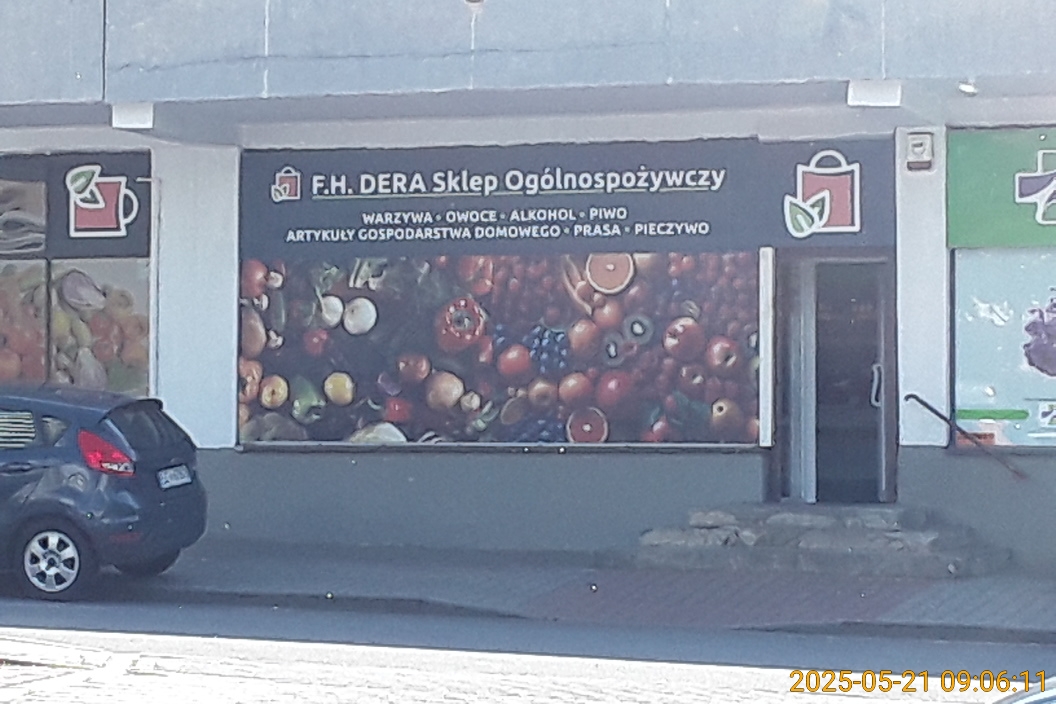 F.H. DERA Sklep Ogólnospożywczy
WARZYWA • OWOCE • ALKOHOL • PIWO
ARTYKUŁY GOSPODARSTWA DOMOWEGO • PRASA • PIECZYWO
2025-05-21 09:06:11